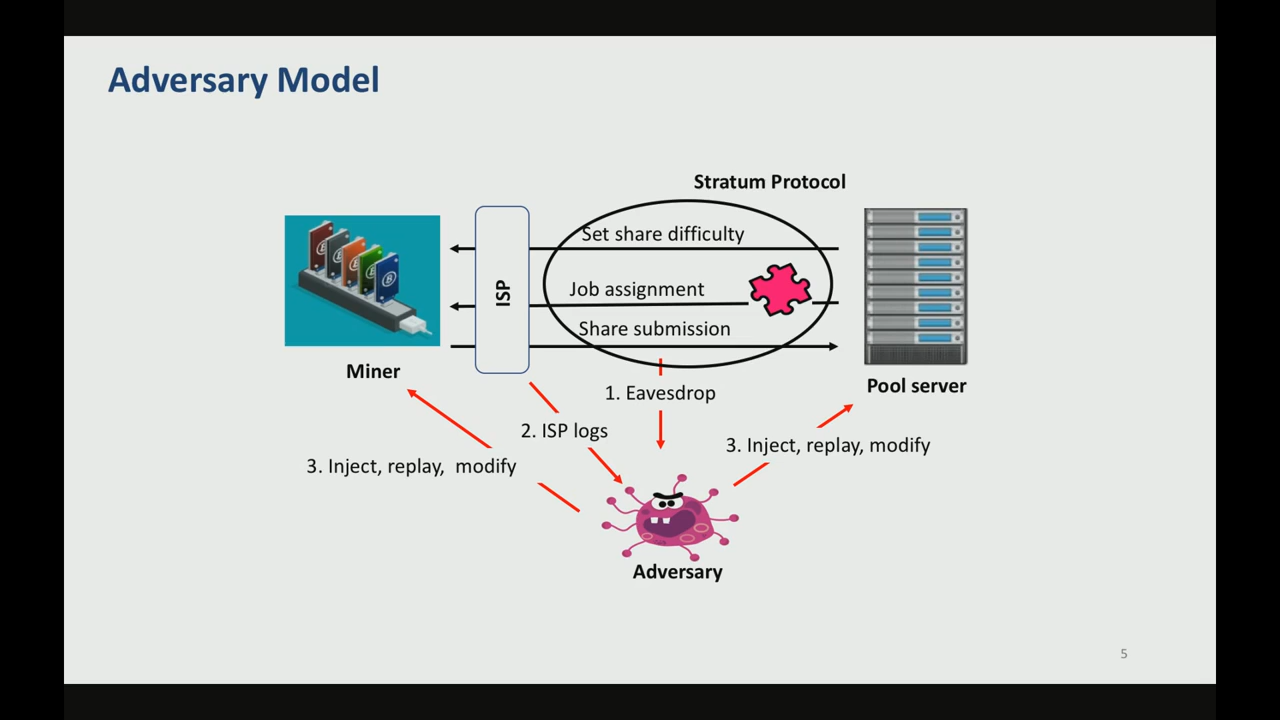 Adversary Model
Stratum Protocol
Set share difficulty
ISP
Job assignment
Share submission
Miner
Pool server
1. Eavesdrop
2. ISP logs
3. Inject, replay, modify
3. Inject, replay, modify
Adversary
5